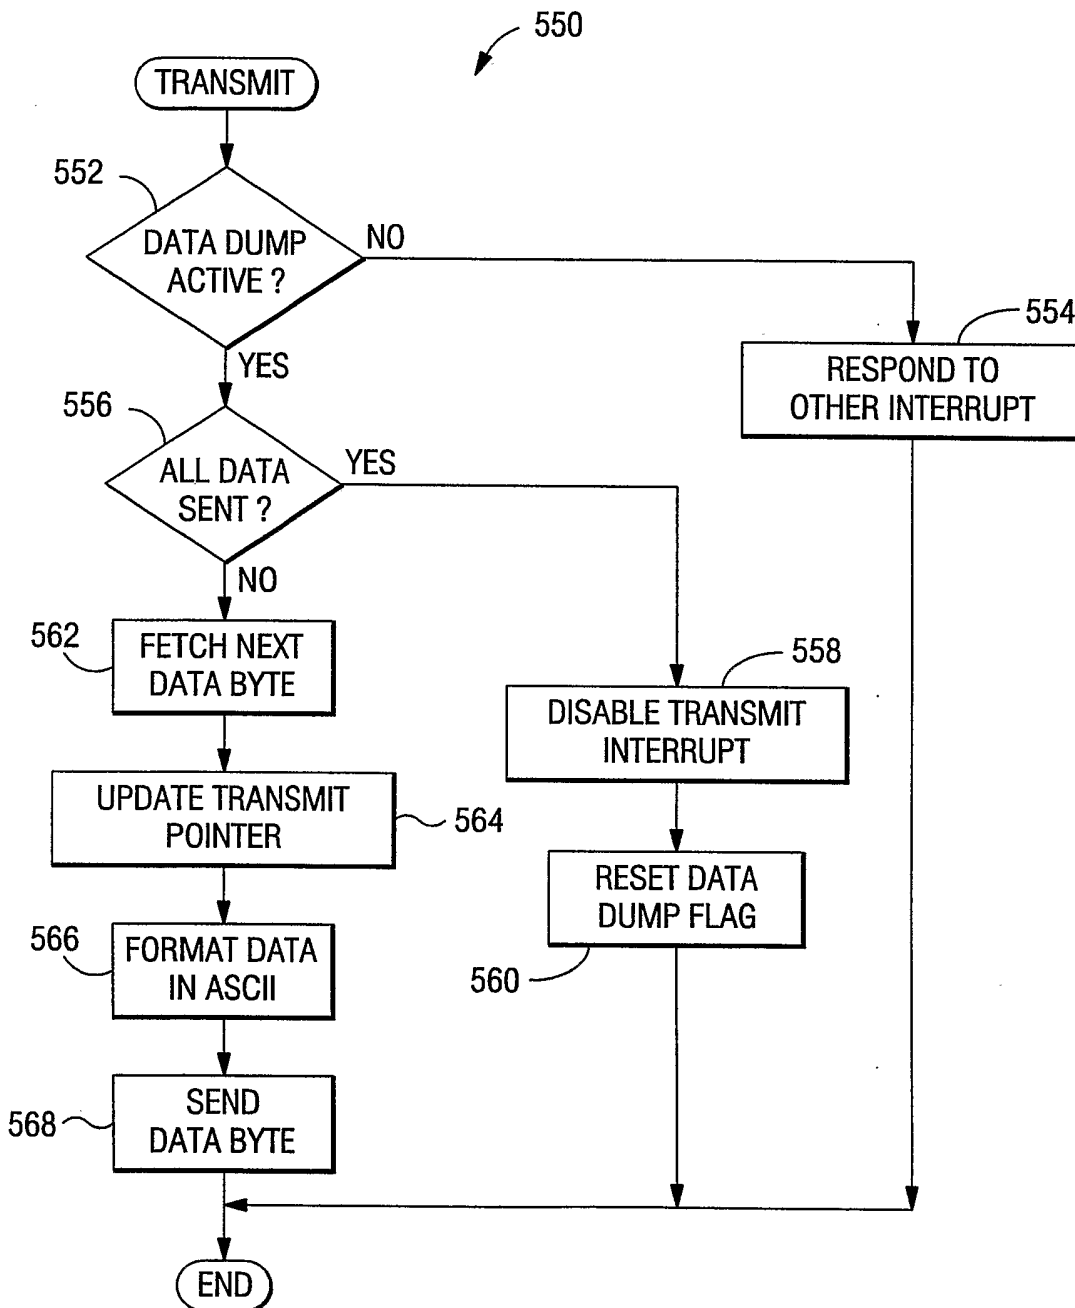 550
TRANSMIT
552
DATA DUMP
ACTIVE ?
NO
YES
554
RESPOND TO
OTHER INTERRUPT
556
ALL DATA
SENT ?
YES
NO
562
FETCH NEXT
DATA BYTE
558
DISABLE TRANSMIT
INTERRUPT
UPDATE TRANSMIT
POINTER
564
RESET DATA
DUMP FLAG
560
566
FORMAT DATA
IN ASCII
568
SEND
DATA BYTE
END